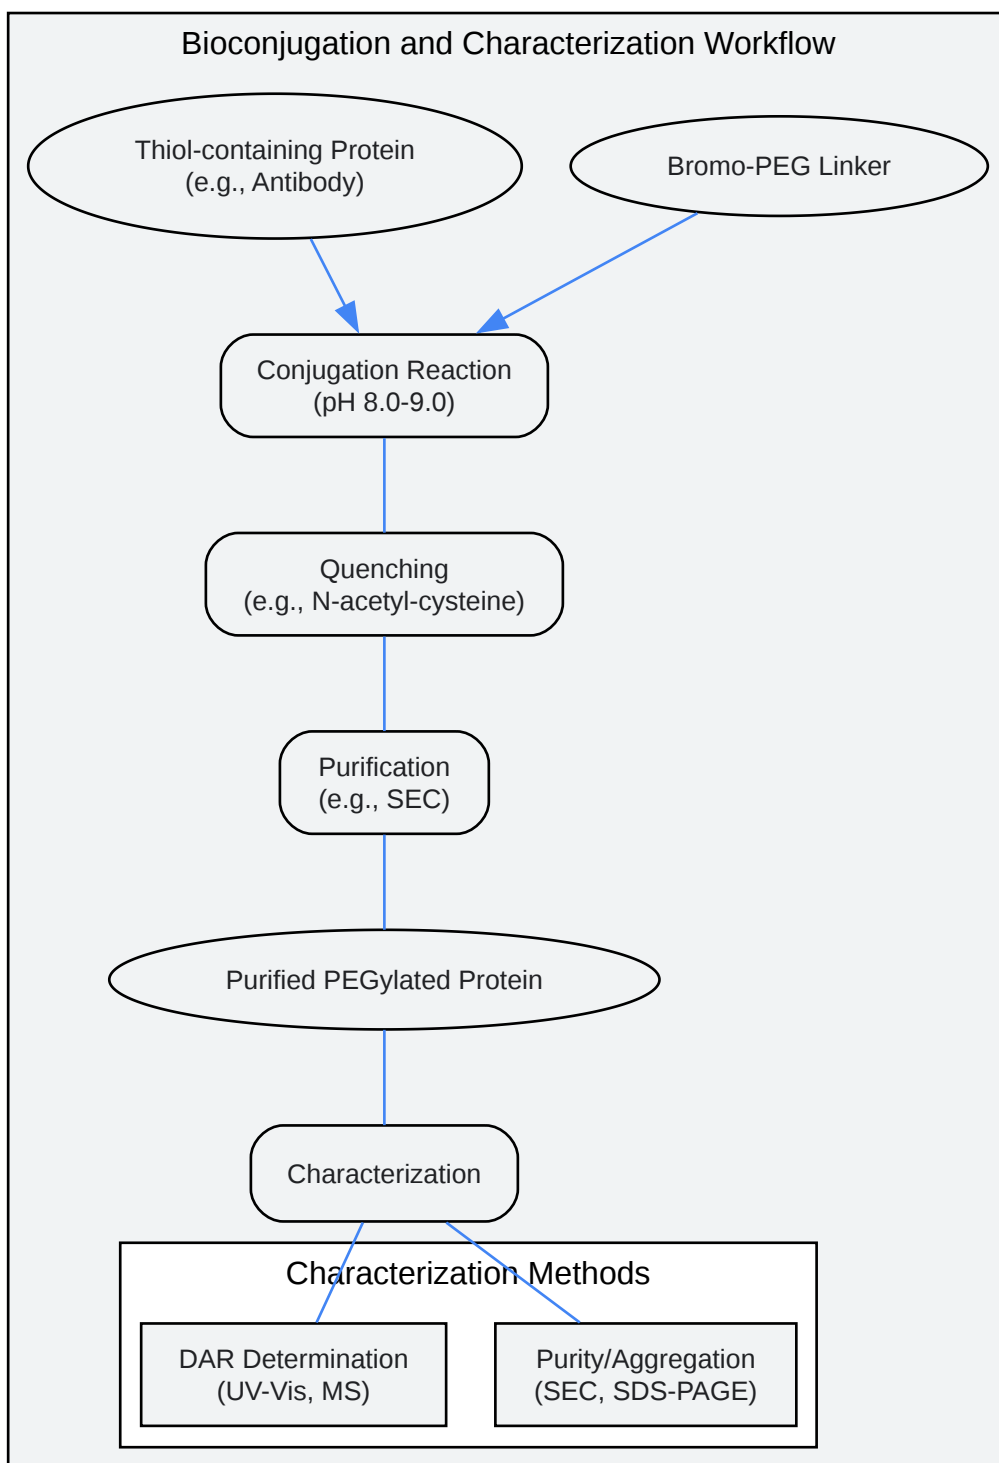 Bioconjugation and Characterization Workflow
Thiol-containing Protein
(e.g., Antibody)
Bromo-PEG Linker
Conjugation Reaction
(pH 8.0-9.0)
Quenching
(e.g., N-acetyl-cysteine)
Purification
(e.g., SEC)
Purified PEGylated Protein
Characterization
Characterization Methods
DAR Determination
(UV-Vis, MS)
Purity/Aggregation
(SEC, SDS-PAGE)